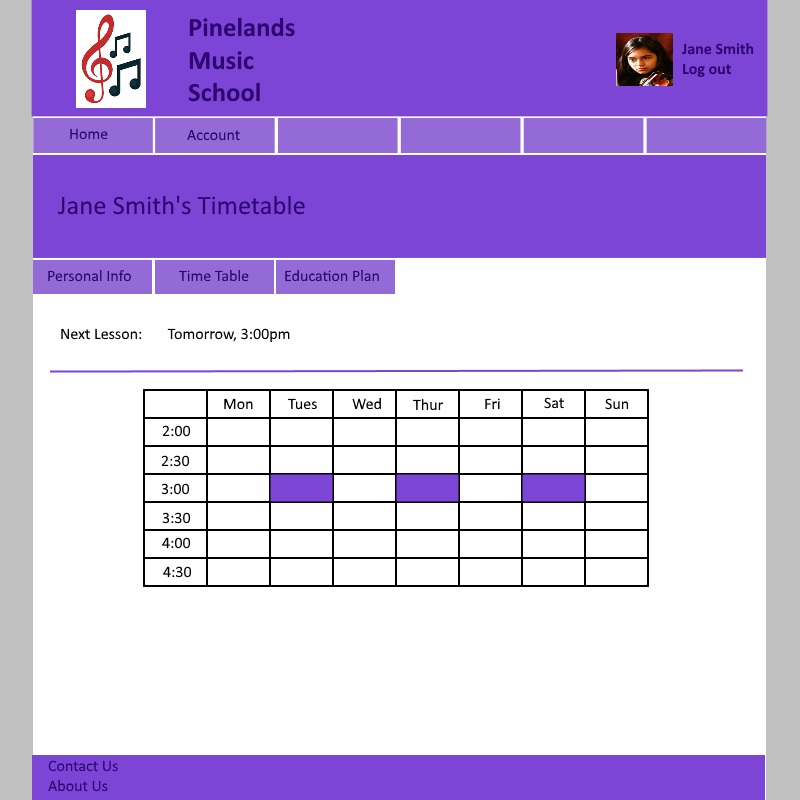 Pinelands
Music
School
Jane Smith
Log out
Home Account
Jane Smith's Timetable
Personal Info Time Table Education Plan
Next Lesson: Tomorrow, 3:00pm
Mon Tues Wed Thur Fri Sat Sun
2:00
2:30
3:00
3:30
4:00
4:30
Contact Us
About Us